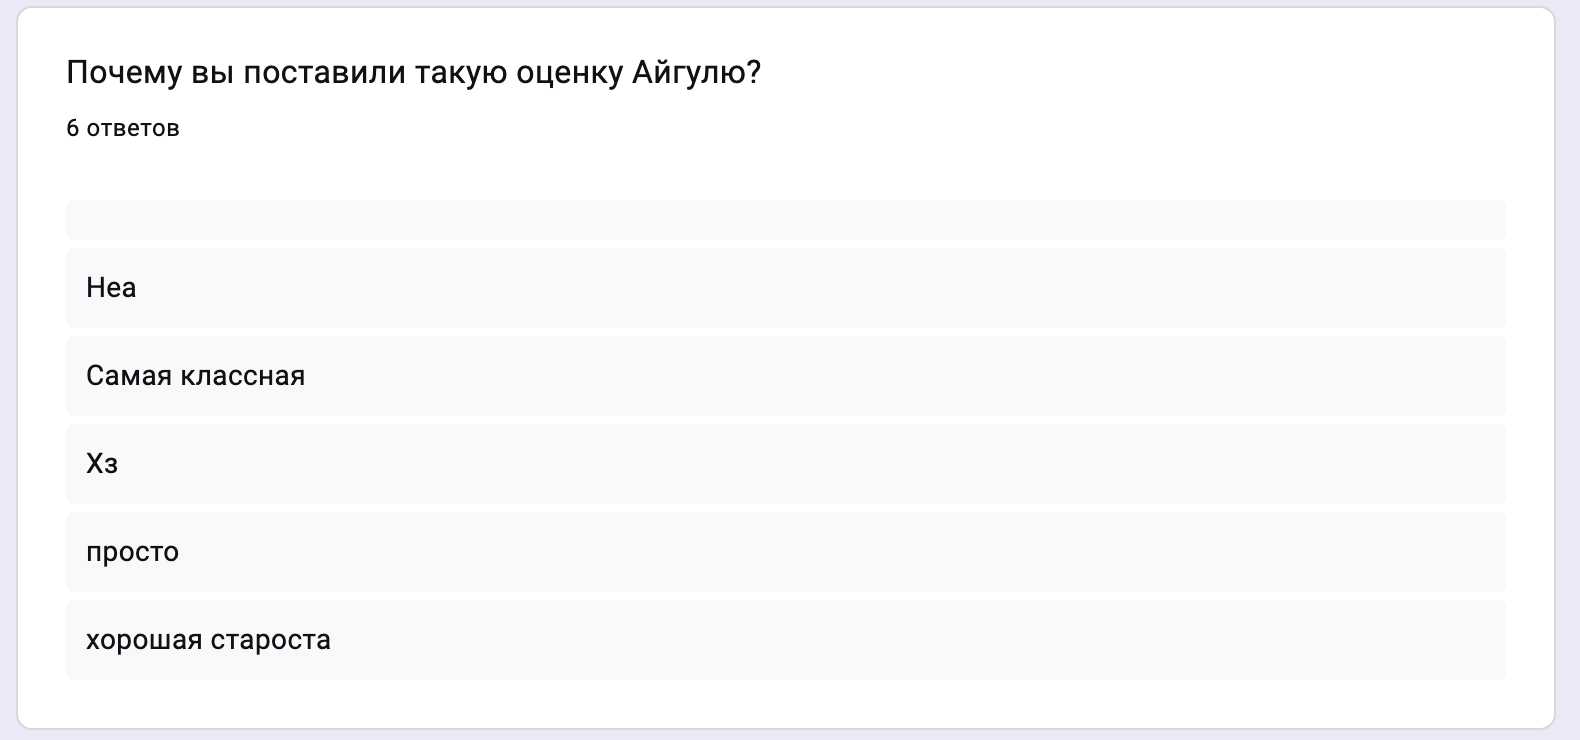 Почему вы поставили такую оценку Айгулю?
6 ответов
Неа
Самая классная
Хз
просто
хорошая староста